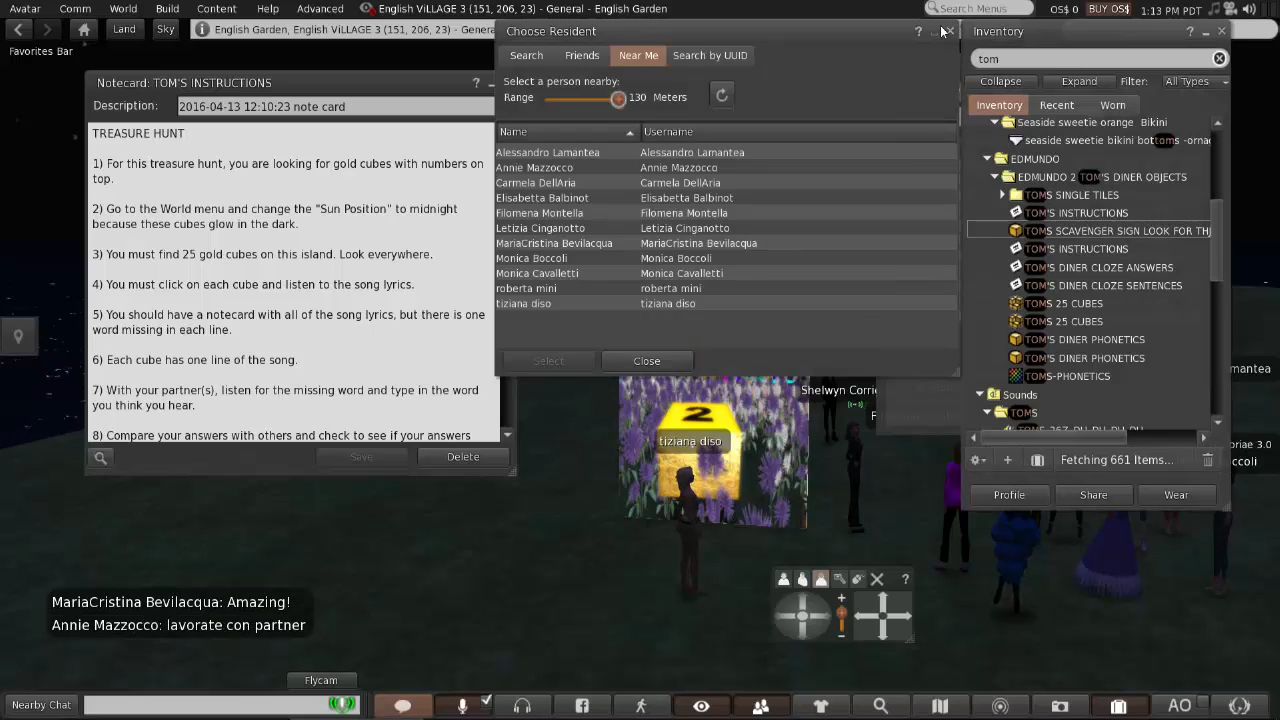 Avatar Comm World Build Content Help Advanced English ViLLAGE 3 (151, 206, 23) - General - English Garden Search Menus OS$ 0 BUY OS$ 1:13 PM PDT
Land Sky English Garden, English ViLLAGE 3 (151, 206, 23) - Genera
Favorites Bar
Notecard: TOM'S INSTRUCTIONS ?
Description: 2016-04-13 12:10:23 note card
TREASURE HUNT
1) For this treasure hunt, you are looking for gold cubes with numbers on
top.
2) Go to the World menu and change the "Sun Position" to midnight
because these cubes glow in the dark.
3) You must find 25 gold cubes on this island. Look everywhere.
4) You must click on each cube and listen to the song lyrics.
5) You should have a notecard with all of the song lyrics, but there is one
word missing in each line.
6) Each cube has one line of the song.
7) With your partner(s), listen for the missing word and type in the word
you think you hear.
8) Compare your answers with others and check to see if your answers
Save Delete
Choose Resident ?
Search Friends Near Me Search by UUID
Select a person nearby:
Range 130 Meters
Name Username
Alessandro Lamantea Alessandro Lamantea
Annie Mazzocco Annie Mazzocco
Carmela DellAria Carmela DellAria
Elisabetta Balbinot Elisabetta Balbinot
Filomena Montella Filomena Montella
Letizia Cinganotto Letizia Cinganotto
MariaCristina Bevilacqua MariaCristina Bevilacqua
Monica Boccoli Monica Boccoli
Monica Cavalletti Monica Cavalletti
roberta mini roberta mini
tiziana diso tiziana diso
Select Close
Inventory ?
tom
Collapse Expand Filter: All Types
Inventory Recent Worn
Seaside sweetie orange Bikini
seaside sweetie bikini bottoms -ornag
EDMUNDO
EDMUNDO 2 TOM'S DINER OBJECTS
TOMS SINGLE TILES
TOM'S INSTRUCTIONS
TOMS SCAVENGER SIGN LOOK FOR TH
TOM'S INSTRUCTIONS
TOM'S DINER CLOZE ANSWERS
TOM'S DINER CLOZE SENTENCES
TOMS 25 CUBES
TOMS 25 CUBES
TOM'S DINER PHONETICS
TOM'S DINER PHONETICS
TOMS-PHONETICS
Sounds
TOMS
Fetching 661 Items...
Profile Share Wear
amantea
Shelwyn Corrie
2
tiziana diso
oriae 3.0
occoli
?
MariaCristina Bevilacqua: Amazing!
Annie Mazzocco: lavorate con partner
Flycam
Nearby Chat
AO